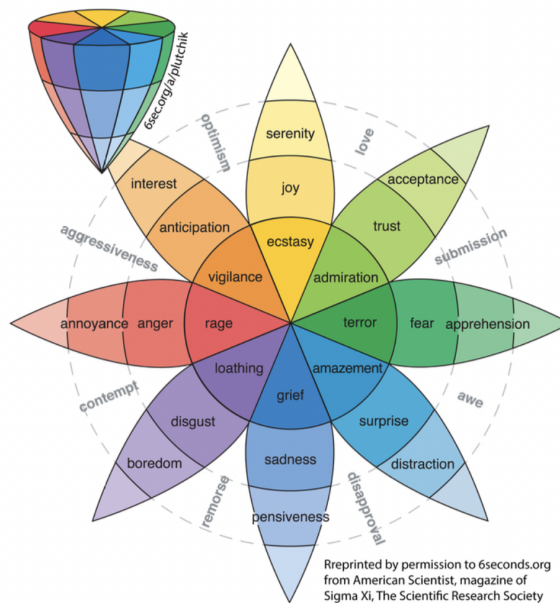 6sec.org/a/plutchik
optimism
serenity
love
interest
joy
acceptance
anticipation
trust
aggressiveness
ecstasy
submission
vigilance
admiration
annoyance
anger
rage
terror
fear
apprehension
loathing
amazement
contempt
grief
awe
disgust
surprise
boredom
sadness
distraction
remorse
disapproval
pensiveness
Rreprinted by permission to 6seconds.org
from American Scientist, magazine of
Sigma Xi, The Scientific Research Society